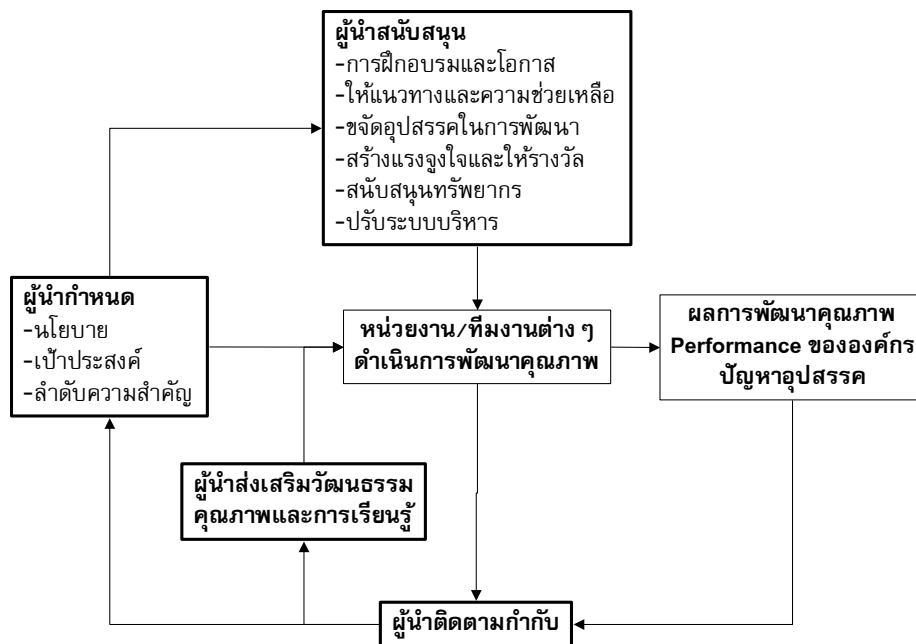 ผู้นำสนับสนุน
-การฝึกอบรมและโอกาส
-ให้แนวทางและความช่วยเหลือ
-ขจัดอุปสรรคในการพัฒนา
-สร้างแรงจูงใจและให้รางวัล
-สนับสนุนทรัพยากร
-ปรับระบบบริหาร
ผู้นำกำหนด
-นโยบาย
-เป้าประสงค์
-ลำดับความสำคัญ
หน่วยงาน/ทีมงานต่าง ๆ
ดำเนินการพัฒนาคุณภาพ
ผลการพัฒนาคุณภาพ
Performance ขององค์กร
ปัญหาอุปสรรค
ผู้นำส่งเสริมวัฒนธรรม
คุณภาพและการเรียนรู้
ผู้นำติดตามกำกับ